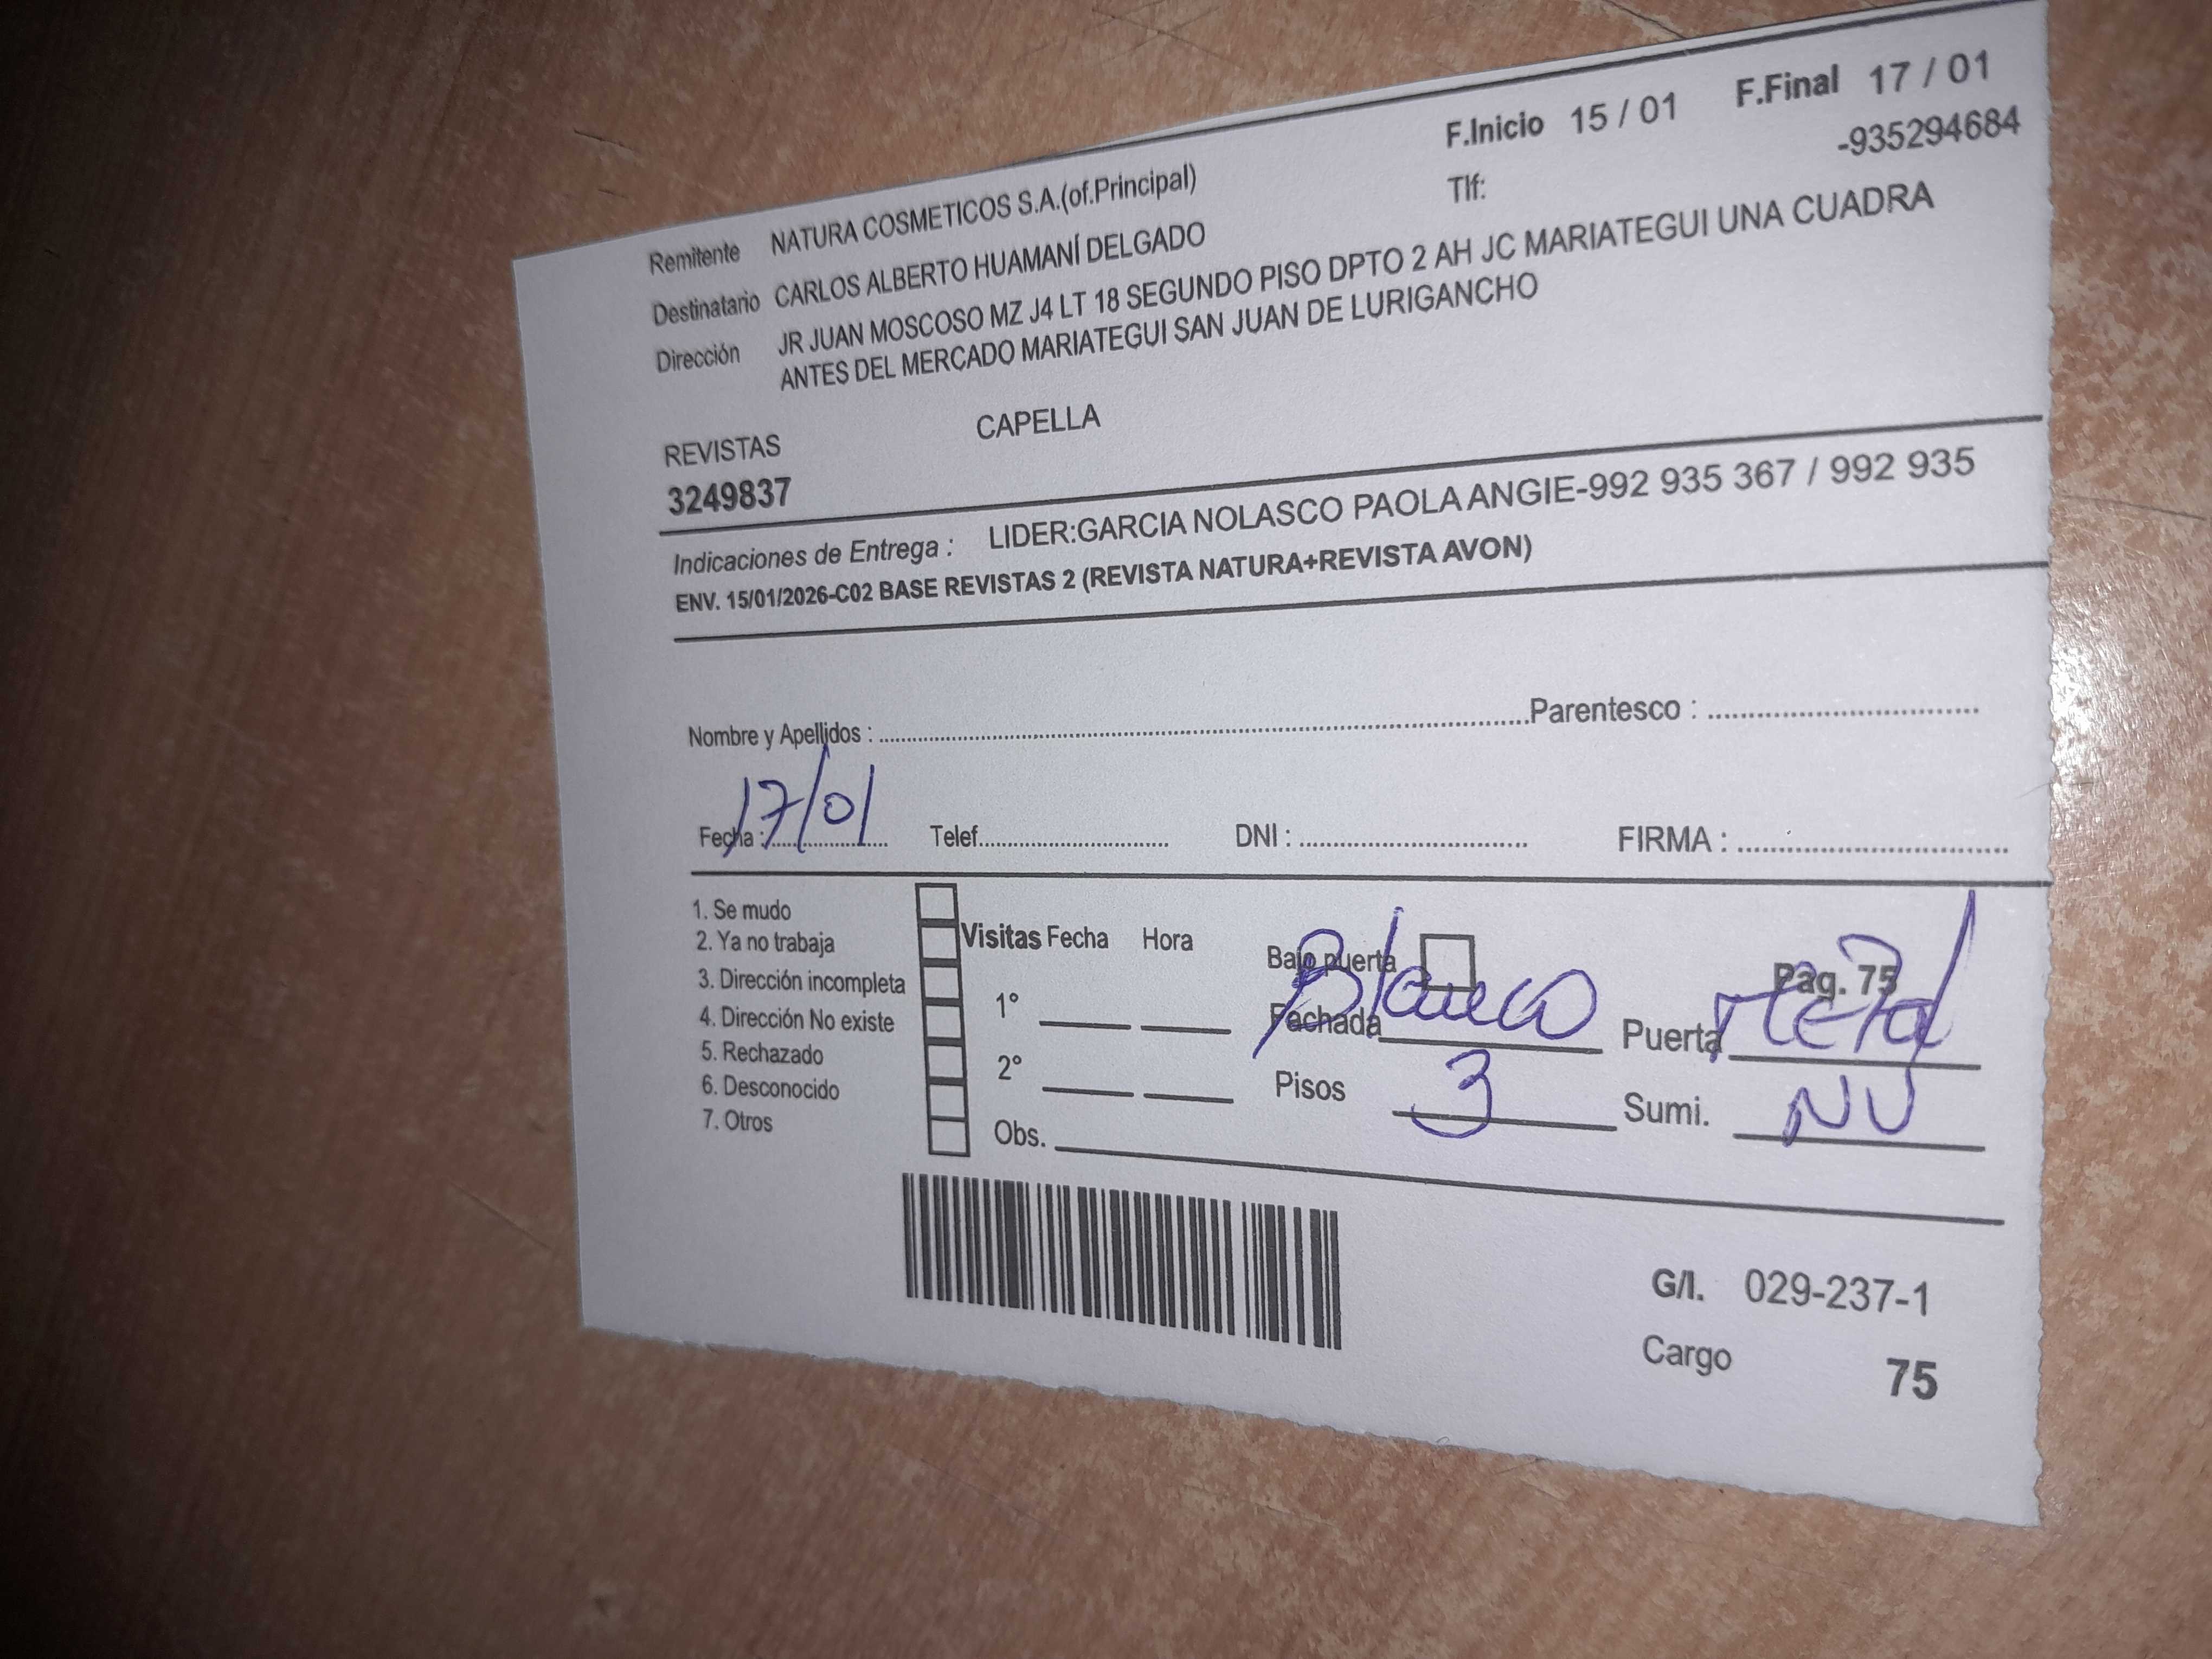 F.Inicio 15 / 01 F.Final 17 / 01
Remitente NATURA COSMETICOS S.A.(of.Principal) Tlf: -935294684
Destinatario CARLOS ALBERTO HUAMANÍ DELGADO
Dirección JR JUAN MOSCOSO MZ J4 LT 18 SEGUNDO PISO DPTO 2 AH JC MARIATEGUI UNA CUADRA
ANTES DEL MERCADO MARIATEGUI SAN JUAN DE LURIGANCHO
REVISTAS CAPELLA
3249837
Indicaciones de Entrega : LIDER:GARCIA NOLASCO PAOLA ANGIE-992 935 367 / 992 935
ENV. 15/01/2026-C02 BASE REVISTAS 2 (REVISTA NATURA+REVISTA AVON)
Nombre y Apellidos : Parentesco :
Fecha : 17/01 Telef. DNI : FIRMA :
1. Se mudo
2. Ya no trabaja
3. Dirección incompleta
4. Dirección No existe
5. Rechazado
6. Desconocido
7. Otros
Visitas Fecha Hora
1°
2°
Obs.
Bajo puerta Pag. 75
Fachada Blanco Puerta Metal
Pisos 3 Sumi. NV
G/I. 029-237-1
Cargo 75